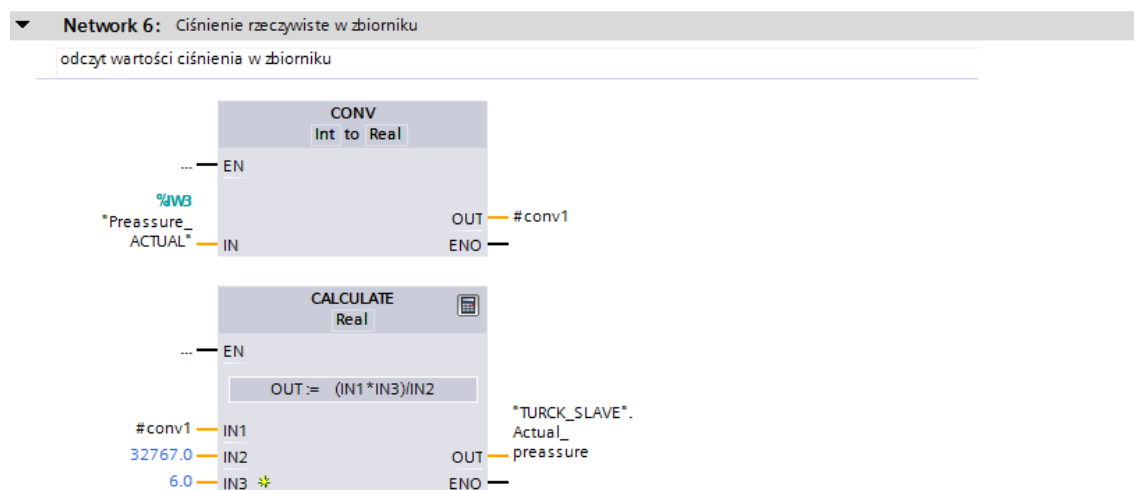 Network 6: Ciśnienie rzeczywiste w zbiorniku
odczyt wartości ciśnienia w zbiorniku
CONV
Int to Real
... EN
%IW3
"Preassure_
ACTUAL" IN
OUT #conv1
ENO
CALCULATE
Real
... EN
OUT := (IN1*IN3)/IN2
#conv1 IN1
32767.0 IN2
6.0 IN3
"TURCK_SLAVE".
Actual_
OUT preassure
ENO